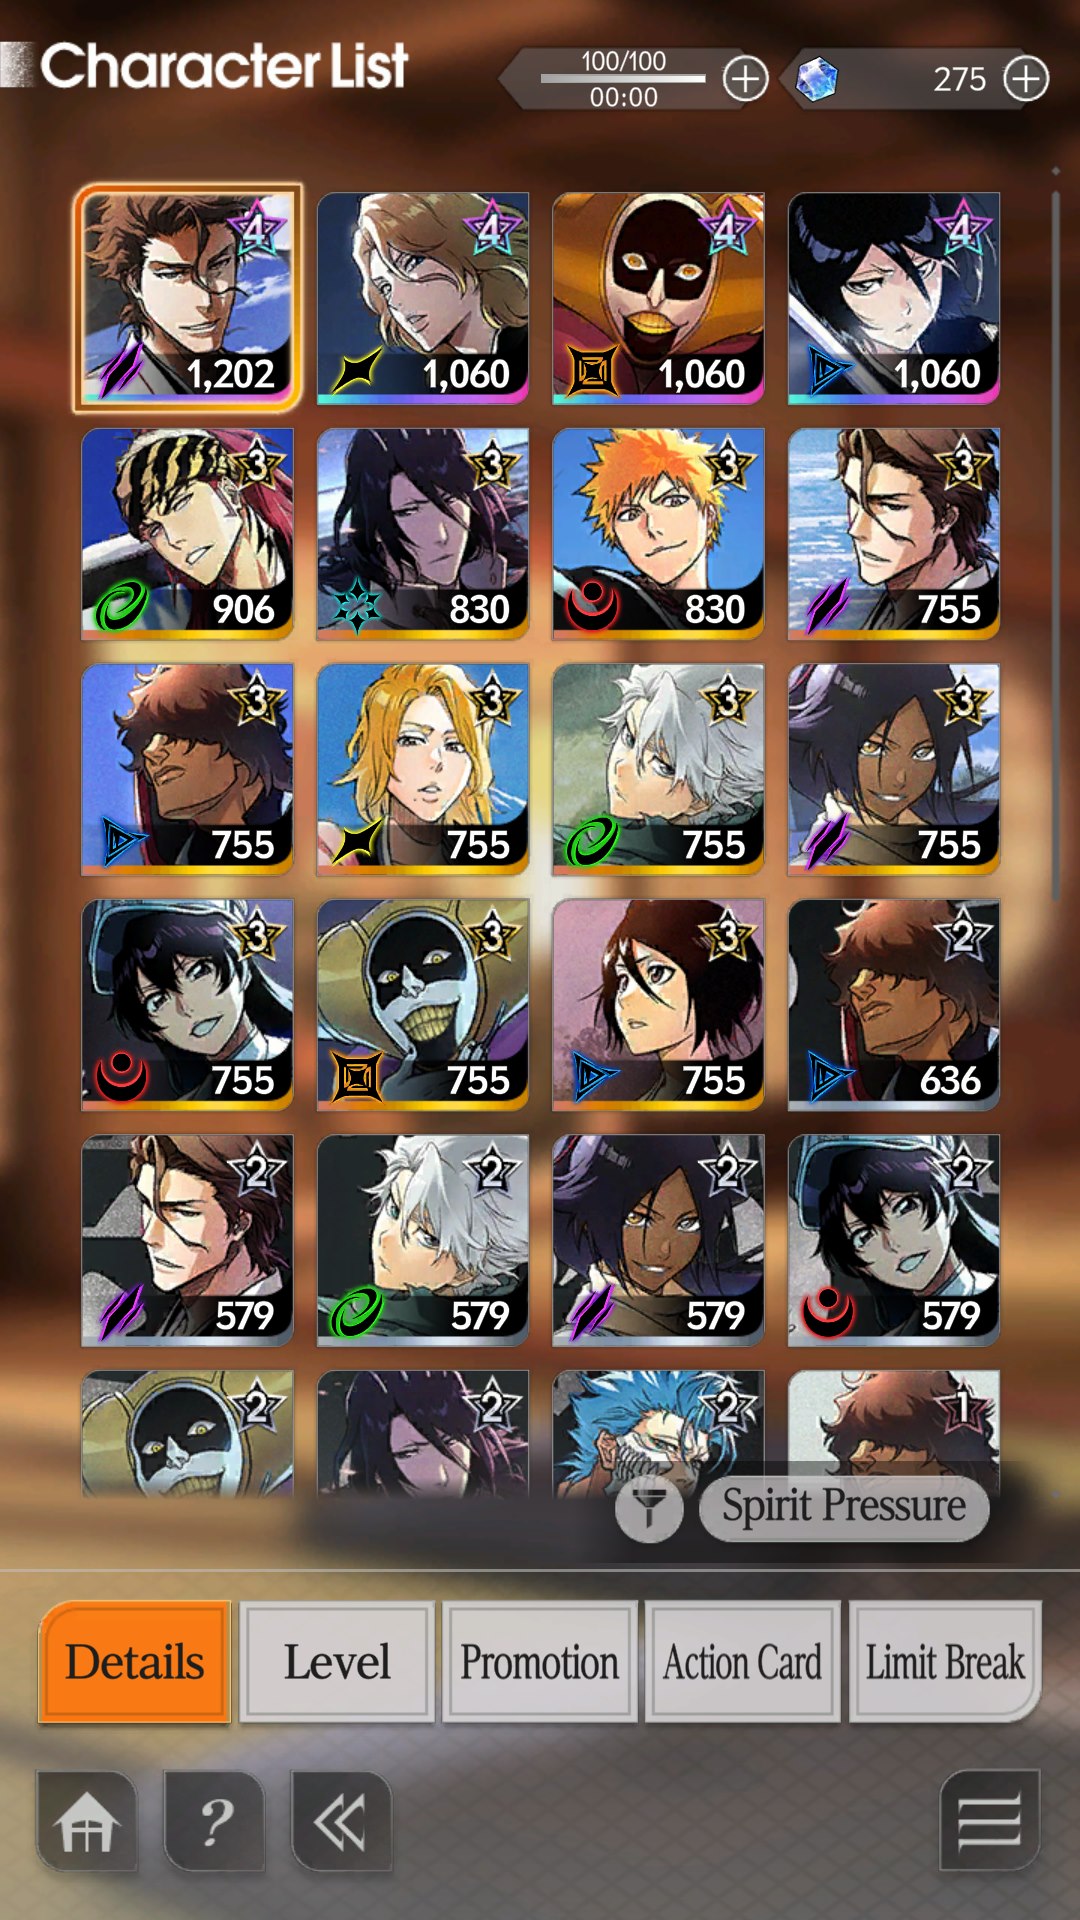 Character List
100/100
00:00
275
4 4 4 4
1,202 1,060 1,060 1,060
3 3 3 3
906 830 830 755
3 3 3 3
755 755 755 755
3 3 3 2
755 755 755 636
2 2 2 2
579 579 579 579
2 2 2 1
Spirit Pressure
Details Level Promotion Action Card Limit Break
?